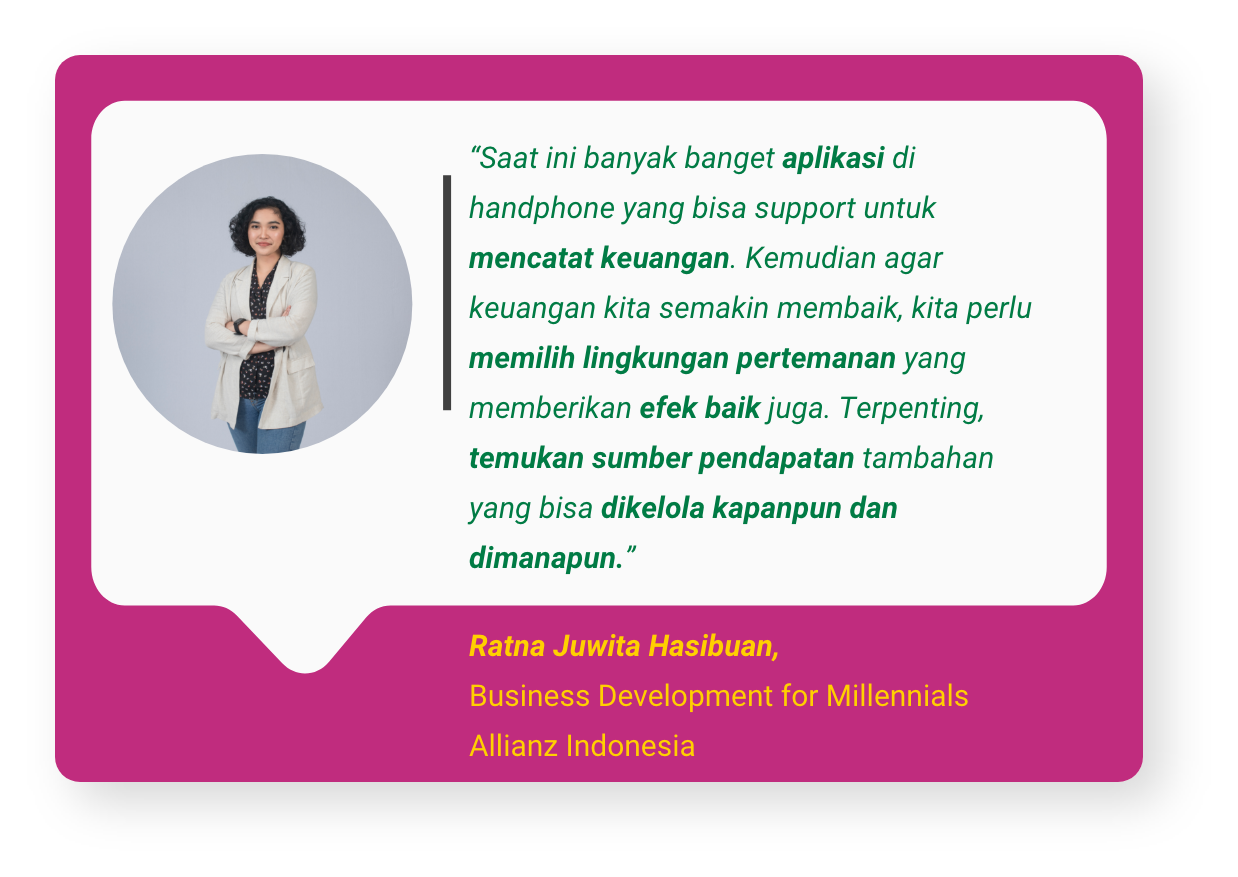 “Saat ini banyak banget aplikasi di
handphone yang bisa support untuk
mencatat keuangan. Kemudian agar
keuangan kita semakin membaik, kita perlu
memilih lingkungan pertemanan yang
memberikan efek baik juga. Terpenting,
temukan sumber pendapatan tambahan
yang bisa dikelola kapanpun dan
dimanapun.”
Ratna Juwita Hasibuan,
Business Development for Millennials
Allianz Indonesia